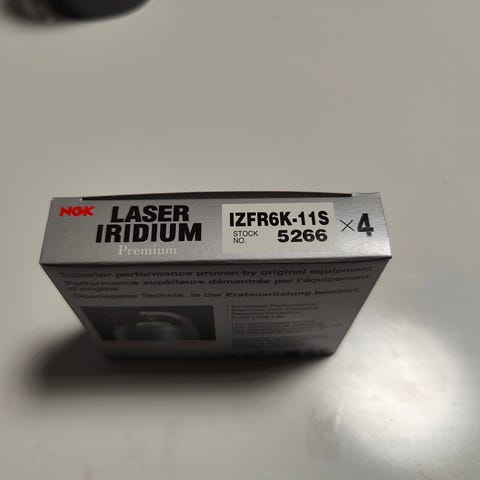 NGK LASER IRIDIUM Premium
IZFR6K-11S
STOCK NO. 5266
×4
Superior performance proven by original equipment
Performance supérieure démontrée par l'équipement
d'origine
Überlegene Technik. In der Erstausrüstung bewährt.